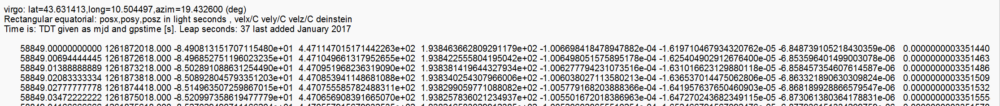 virgo: lat=43.631413,long=10.504497,azim=19.432600 (deg)
Rectangular equatorial: posx,posy,posz in light seconds , velx/C vely/C velz/C deinstein
Time is: TDT given as mjd and gpstime [s]. Leap seconds: 37 last added January 2017
58849.00000000000 1261872018.000 -8.490813151707115480e+01 4.471147015171442263e+02 1.938463662809291179e+02 -1.006698418478947882e-04 -1.619710467934320762e-05 -6.848739105218430359e-06 0.0000000003351440
58849.00694444445 1261872618.000 -8.496852751196023235e+01 4.471049661317952655e+02 1.938422555804195042e+02 -1.006498051575895178e-04 -1.625404902912676400e-05 -6.853596401499003078e-06 0.0000000003351463
58849.01388888889 1261873218.000 -8.502891088631254490e+01 4.470951968236319090e+02 1.938381419644327934e+02 -1.006277794231073516e-04 -1.631016623129880118e-05 -6.858457354607614587e-06 0.0000000003351486
58849.02083333334 1261873818.000 -8.508928045793351203e+01 4.470853941148681088e+02 1.938340254307966006e+02 -1.006038027113580213e-04 -1.636537014475062806e-05 -6.863321890630309824e-06 0.0000000003351509
58849.02777777778 1261874418.000 -8.514963507259867015e+01 4.470755585782488311e+02 1.938299059771088082e+02 -1.005779168203888366e-04 -1.641957637650460903e-05 -6.868189928866579547e-06 0.0000000003351532
58849.03472222222 1261875018.000 -8.520997358619477779e+01 4.470656908391665070e+02 1.938257836021234937e+02 -1.005501672018386963e-04 -1.647270243682349115e-05 -6.873061380364178831e-06 0.0000000003351555